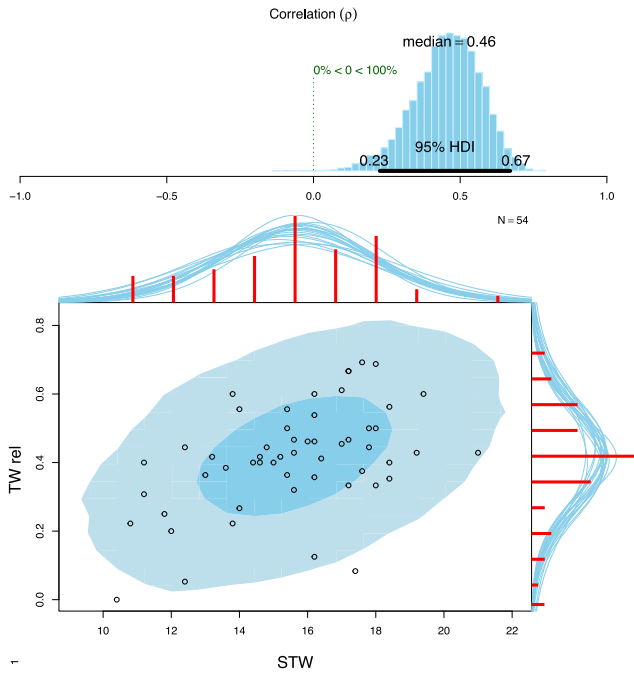 Correlation (ρ)
median = 0.46
0% < 0 < 100%
95% HDI
0.23 0.67
−1.0 −0.5 0.0 0.5 1.0
N = 54
0.8
0.6
0.4
0.2
0.0
TW rel
10 12 14 16 18 20 22
STW
1